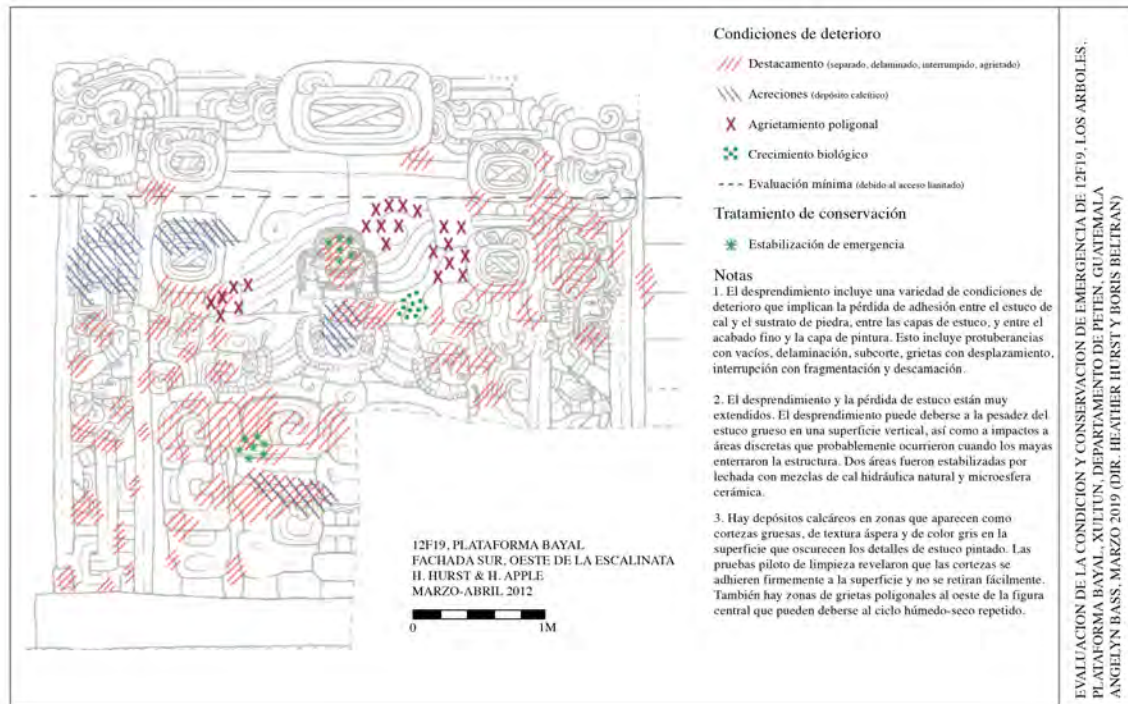 Condiciones de deterioro
Destacamento (separado, delaminado, interrumpido, agrietado)
Acreciones (depósito calcítico)
Agrietamiento poligonal
Crecimiento biológico
Evaluación mínima (debido al acceso lianitado)
Tratamiento de conservación
Estabilización de emergencia
Notas
1. El desprendimiento incluye una variedad de condiciones de
deterioro que implican la pérdida de adhesión entre el estuco de
cal y el sustrato de piedra, entre las capas de estuco, y entre el
acabado fino y la capa de pintura. Esto incluye protuberancias
con vacíos, delaminación, subcorte, grietas con desplazamiento,
interrupción con fragmentación y descamación.
2. El desprendimiento y la pérdida de estuco están muy
extendidos. El desprendimiento puede deberse a la pesadez del
estuco grueso en una superficie vertical, así como a impactos a
áreas discretas que probablemente ocurrieron cuando los mayas
enterraron la estructura. Dos áreas fueron estabilizadas por
lechada con mezclas de cal hidráulica natural y microesfera
cerámica.
3. Hay depósitos calcáreos en zonas que aparecen como
cortezas gruesas, de textura áspera y de color gris en la
superficie que oscurecen los detalles de estuco pintado. Las
pruebas piloto de limpieza revelaron que las cortezas se
adhieren firmemente a la superficie y no se retiran fácilmente.
También hay zonas de grietas poligonales al oeste de la figura
central que pueden deberse al ciclo húmedo-seco repetido.
12F19, PLATAFORMA BAYAL
FACHADA SUR, OESTE DE LA ESCALINATA
H. HURST & H. APPLE
MARZO-ABRIL 2012
0 1M
EVALUACION DE LA CONDICION Y CONSERVACION DE EMERGENCIA DE 12F19, LOS ARBOLES,
PLATAFORMA BAYAL, XULTUN, DEPARTAMENTO DE PETEN, GUATEMALA
ANGELYN BASS, MARZO 2019 (DIR. HEATHER HURST Y BORIS BELTRAN)